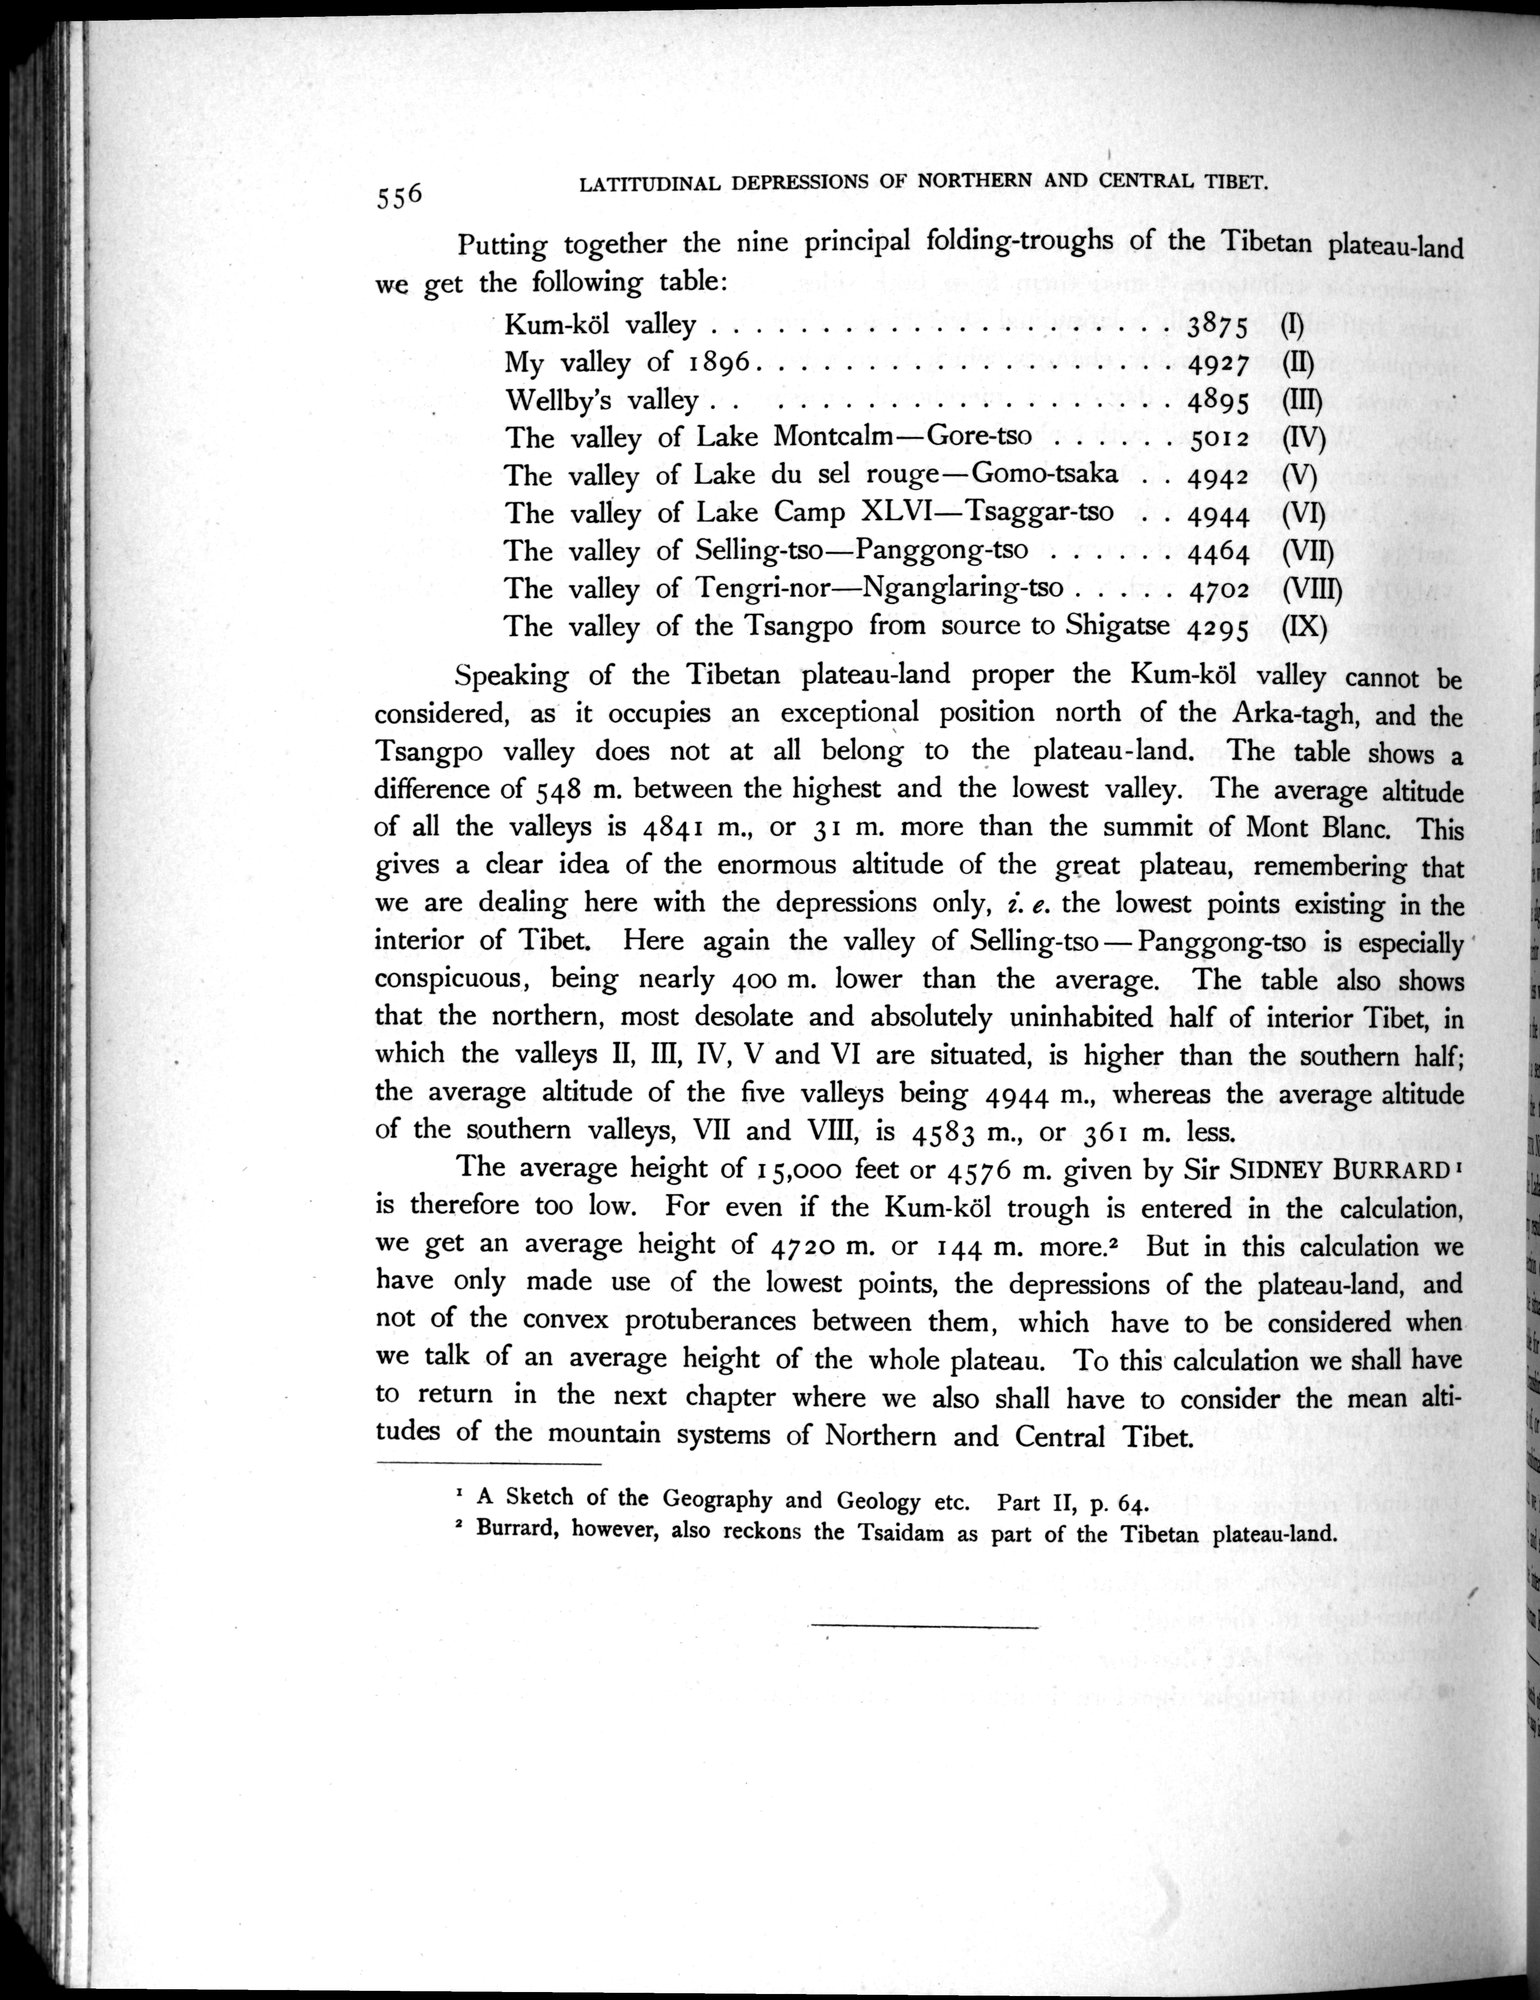 556 LATITUDINAL DEPRESSIONS OF NORTHERN AND CENTRAL TIBET.
Putting together the nine principal folding-troughs of the Tibetan plateau-land
we get the following table:
Kum-köl valley . . . . . . . . . . . . . . . . . . . . . 3875 (I)
My valley of 1896. . . . . . . . . . . . . . . . . . . 4927 (II)
Wellby's valley . . . . . . . . . . . . . . . . . . . . 4895 (III)
The valley of Lake Montcalm—Gore-tso . . . . . . 5012 (IV)
The valley of Lake du sel rouge—Gomo-tsaka . . 4942 (V)
The valley of Lake Camp XLVI—Tsaggar-tso . . 4944 (VI)
The valley of Selling-tso—Panggong-tso . . . . . . 4464 (VII)
The valley of Tengri-nor—Nganglaring-tso . . . . . 4702 (VIII)
The valley of the Tsangpo from source to Shigatse 4295 (IX)
Speaking of the Tibetan plateau-land proper the Kum-köl valley cannot be
considered, as it occupies an exceptional position north of the Arka-tagh, and the
Tsangpo valley does not at all belong to the plateau-land. The table shows a
difference of 548 m. between the highest and the lowest valley. The average altitude
of all the valleys is 4841 m., or 31 m. more than the summit of Mont Blanc. This
gives a clear idea of the enormous altitude of the great plateau, remembering that
we are dealing here with the depressions only, i. e. the lowest points existing in the
interior of Tibet. Here again the valley of Selling-tso — Panggong-tso is especially
conspicuous, being nearly 400 m. lower than the average. The table also shows
that the northern, most desolate and absolutely uninhabited half of interior Tibet, in
which the valleys II, III, IV, V and VI are situated, is higher than the southern half;
the average altitude of the five valleys being 4944 m., whereas the average altitude
of the southern valleys, VII and VIII, is 4583 m., or 361 m. less.
The average height of 15,000 feet or 4576 m. given by Sir SIDNEY BURRARD¹
is therefore too low. For even if the Kum-köl trough is entered in the calculation,
we get an average height of 4720 m. or 144 m. more.² But in this calculation we
have only made use of the lowest points, the depressions of the plateau-land, and
not of the convex protuberances between them, which have to be considered when
we talk of an average height of the whole plateau. To this calculation we shall have
to return in the next chapter where we also shall have to consider the mean alti-
tudes of the mountain systems of Northern and Central Tibet.
¹ A Sketch of the Geography and Geology etc. Part II, p. 64.
² Burrard, however, also reckons the Tsaidam as part of the Tibetan plateau-land.